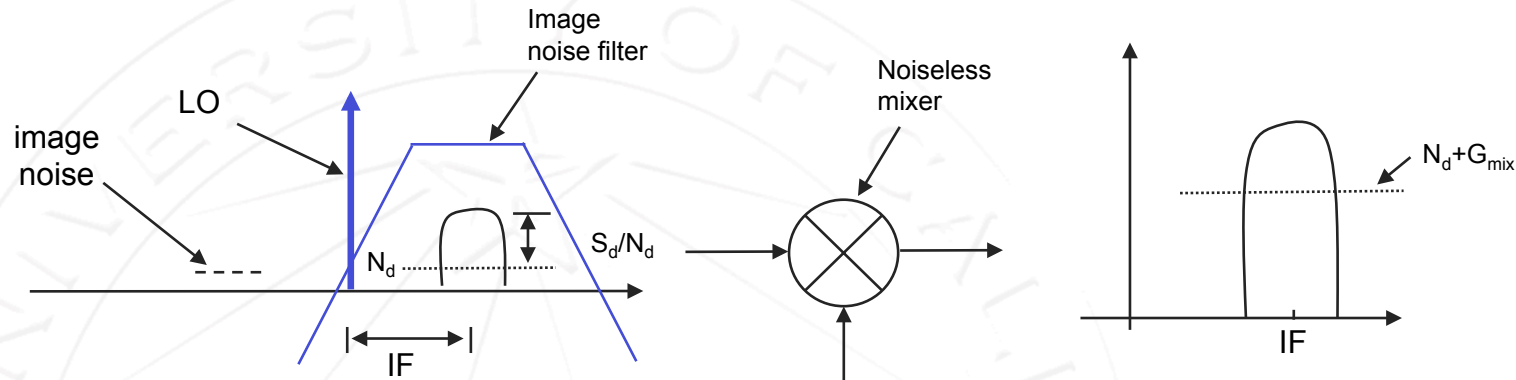 Image
noise filter
LO
image
noise
N_d
S_d/N_d
IF
Noiseless
mixer
N_d+G_mix
IF